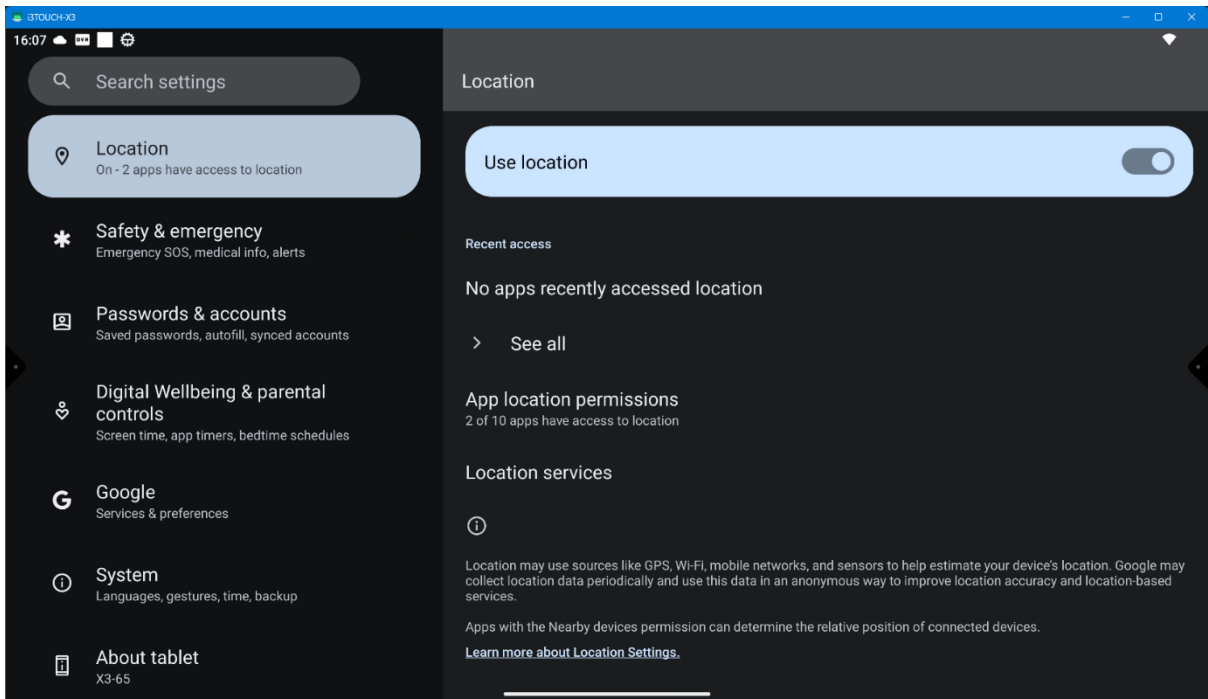 i3TOUCH-X3
16:07
Search settings
Location
On - 2 apps have access to location
Safety & emergency
Emergency SOS, medical info, alerts
Passwords & accounts
Saved passwords, autofill, synced accounts
Digital Wellbeing & parental
controls
Screen time, app timers, bedtime schedules
Google
Services & preferences
System
Languages, gestures, time, backup
About tablet
X3-65
Location
Use location
Recent access
No apps recently accessed location
See all
App location permissions
2 of 10 apps have access to location
Location services
Location may use sources like GPS, Wi-Fi, mobile networks, and sensors to help estimate your device’s location. Google may
collect location data periodically and use this data in an anonymous way to improve location accuracy and location-based
services.
Apps with the Nearby devices permission can determine the relative position of connected devices.
Learn more about Location Settings.